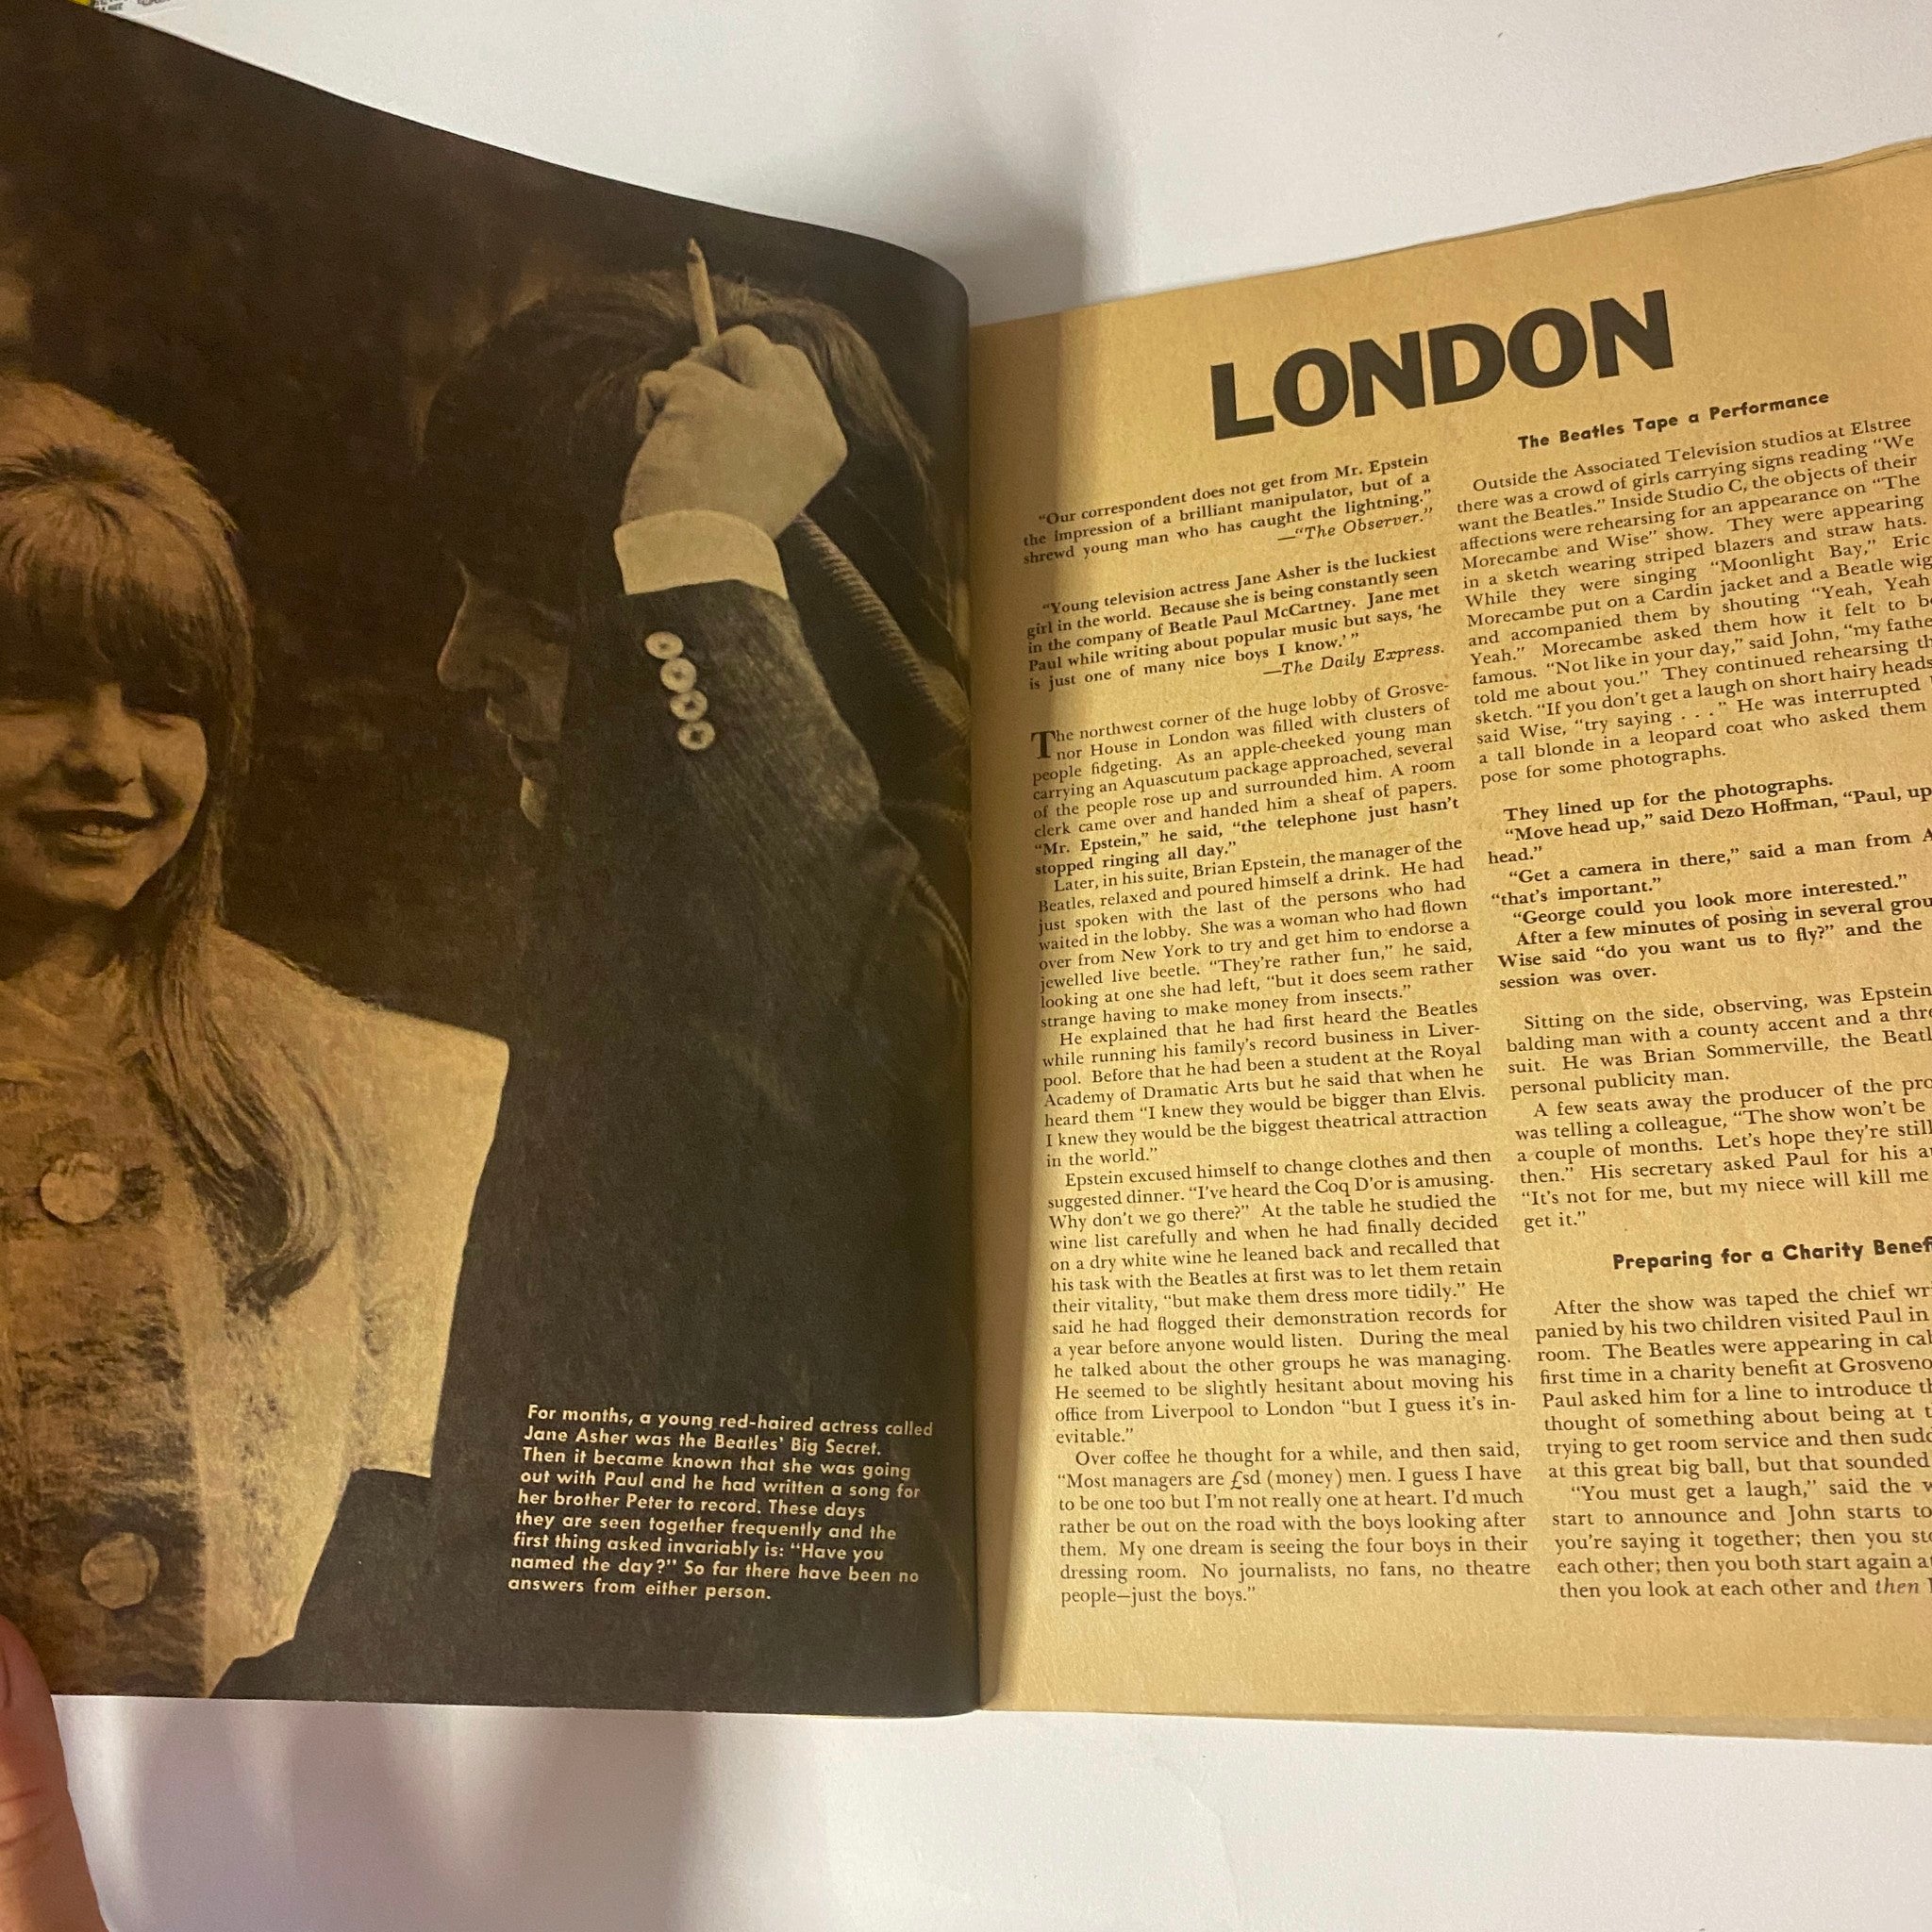 For months, a young red-haired actress called
Jane Asher was the Beatles' Big Secret.
Then it became known that she was going
out with Paul and he had written a song for
her brother Peter to record. These days
they are seen together frequently and the
first thing asked invariably is: "Have you
named the day?" So far there have been no
answers from either person.
LONDON
"Our correspondent does not get from Mr. Epstein
the impression of a brilliant manipulator, but of a
shrewd young man who has caught the lightning."
—"The Observer."
"Young television actress Jane Asher is the luckiest
girl in the world. Because she is being constantly seen
in the company of Beatle Paul McCartney. Jane met
Paul while writing about popular music but says, 'he
is just one of many nice boys I know.' "
—The Daily Express.
The northwest corner of the huge lobby of Grosve-
nor House in London was filled with clusters of
people fidgeting. As an apple-cheeked young man
carrying an Aquascutum package approached, several
of the people rose up and surrounded him. A room
clerk came over and handed him a sheaf of papers.
"Mr. Epstein," he said, "the telephone just hasn't
stopped ringing all day."
Later, in his suite, Brian Epstein, the manager of the
Beatles, relaxed and poured himself a drink. He had
just spoken with the last of the persons who had
waited in the lobby. She was a woman who had flown
over from New York to try and get him to endorse a
jewelled live beetle. "They're rather fun," he said,
looking at one she had left, "but it does seem rather
strange having to make money from insects."
He explained that he had first heard the Beatles
while running his family's record business in Liver-
pool. Before that he had been a student at the Royal
Academy of Dramatic Arts but he said that when he
heard them "I knew they would be bigger than Elvis.
I knew they would be the biggest theatrical attraction
in the world."
Epstein excused himself to change clothes and then
suggested dinner. "I've heard the Coq D'or is amusing.
Why don't we go there?" At the table he studied the
wine list carefully and when he had finally decided
on a dry white wine he leaned back and recalled that
his task with the Beatles at first was to let them retain
their vitality, "but make them dress more tidily." He
said he had flogged their demonstration records for
a year before anyone would listen. During the meal
he talked about the other groups he was managing.
He seemed to be slightly hesitant about moving his
office from Liverpool to London "but I guess it's in-
evitable."
Over coffee he thought for a while, and then said,
"Most managers are £sd (money) men. I guess I have
to be one too but I'm not really one at heart. I'd much
rather be out on the road with the boys looking after
them. My one dream is seeing the four boys in their
dressing room. No journalists, no fans, no theatre
people—just the boys."
The Beatles Tape a Performance
Outside the Associated Television studios at Elstree
there was a crowd of girls carrying signs reading "We
want the Beatles." Inside Studio C, the objects of their
affections were rehearsing for an appearance on "The
Morecambe and Wise" show. They were appearing
in a sketch wearing striped blazers and straw hats.
While they were singing "Moonlight Bay," Eric
Morecambe put on a Cardin jacket and a Beatle wig
and accompanied them by shouting "Yeah, Yeah
Yeah." Morecambe asked them how it felt to b
famous. "Not like in your day," said John, "my fathe
told me about you." They continued rehearsing th
sketch. "If you don't get a laugh on short hairy heads
said Wise, "try saying . . ." He was interrupted
a tall blonde in a leopard coat who asked them
pose for some photographs.
They lined up for the photographs.
"Move head up," said Dezo Hoffman, "Paul, up
head."
"Get a camera in there," said a man from A
"that's important."
"George could you look more interested."
After a few minutes of posing in several grou
Wise said "do you want us to fly?" and the
session was over.
Sitting on the side, observing, was Epstein
balding man with a county accent and a thre
suit. He was Brian Sommerville, the Beatl
personal publicity man.
A few seats away the producer of the pro
was telling a colleague, "The show won't be
a couple of months. Let's hope they're still
then." His secretary asked Paul for his a
"It's not for me, but my niece will kill me
get it."
Preparing for a Charity Benef
After the show was taped the chief wr
panied by his two children visited Paul in
room. The Beatles were appearing in cab
first time in a charity benefit at Grosveno
Paul asked him for a line to introduce th
thought of something about being at t
trying to get room service and then sudd
at this great big ball, but that sounded
"You must get a laugh," said the w
start to announce and John starts to
you're saying it together; then you sto
each other; then you both start again a
then you look at each other and then